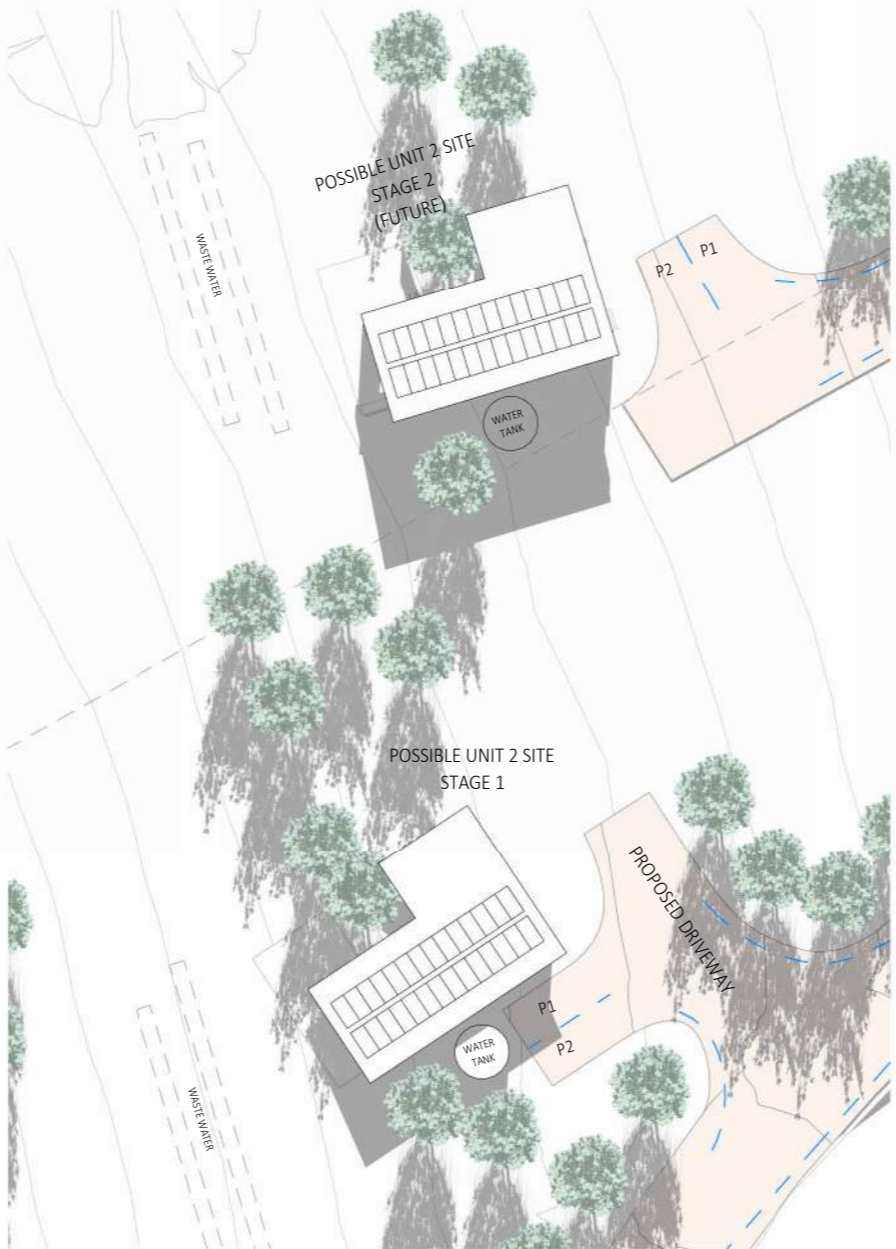 POSSIBLE UNIT 2 SITE
STAGE 2
(FUTURE)
WASTE WATER
P2
P1
WATER
TANK
POSSIBLE UNIT 2 SITE
STAGE 1
PROPOSED DRIVEWAY
P1
P2
WATER
TANK
WASTE WATER